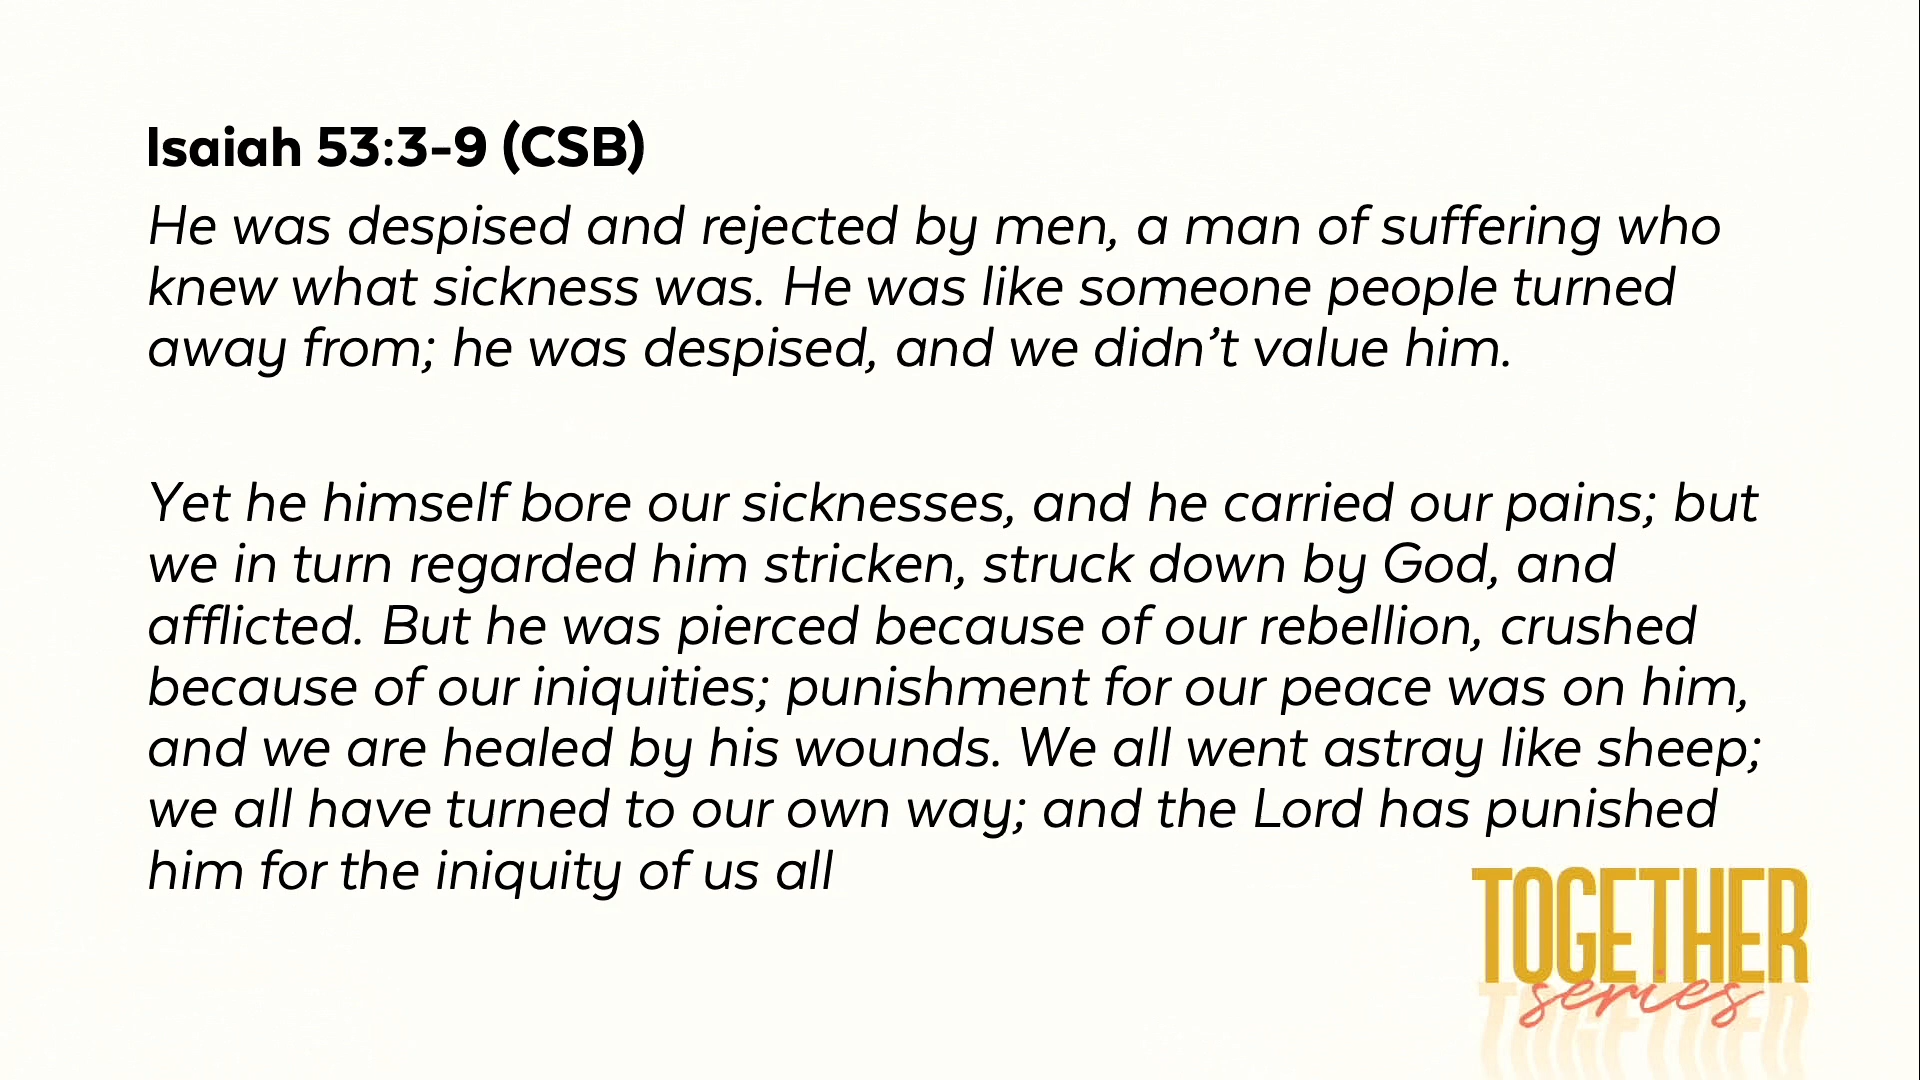 Isaiah 53:3-9 (CSB)
He was despised and rejected by men, a man of suffering who
knew what sickness was. He was like someone people turned
away from; he was despised, and we didn’t value him.
Yet he himself bore our sicknesses, and he carried our pains; but
we in turn regarded him stricken, struck down by God, and
afflicted. But he was pierced because of our rebellion, crushed
because of our iniquities; punishment for our peace was on him,
and we are healed by his wounds. We all went astray like sheep;
we all have turned to our own way; and the Lord has punished
him for the iniquity of us all
TOGETHER
series